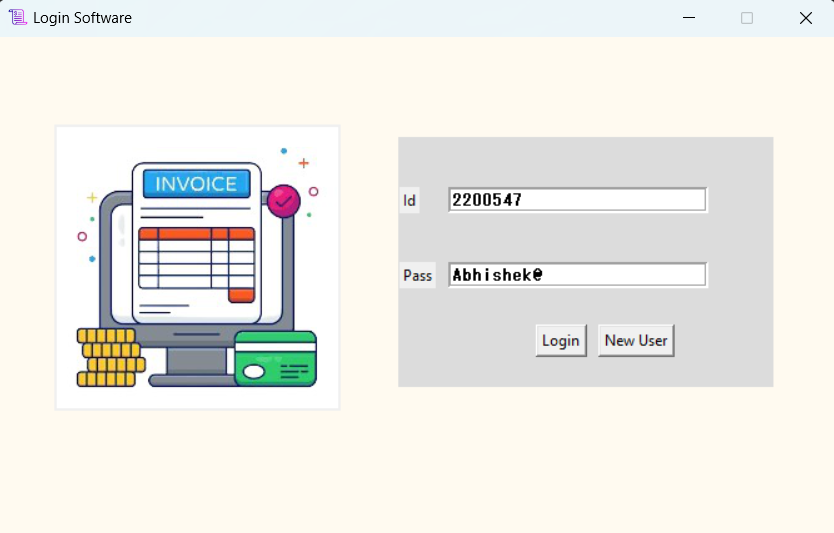 Login Software
INVOICE
Id
2200547
Pass
Abhishek@
Login
New User